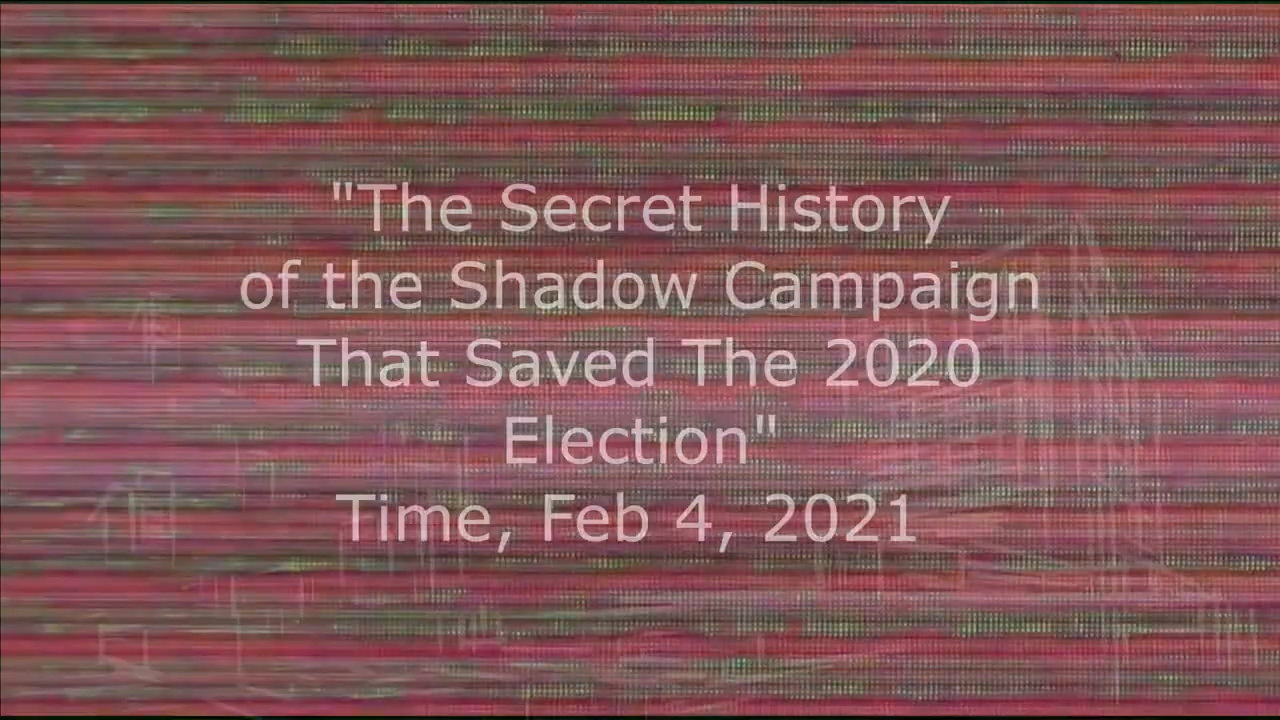 "The Secret History
of the Shadow Campaign
That Saved The 2020
Election"
Time, Feb 4, 2021